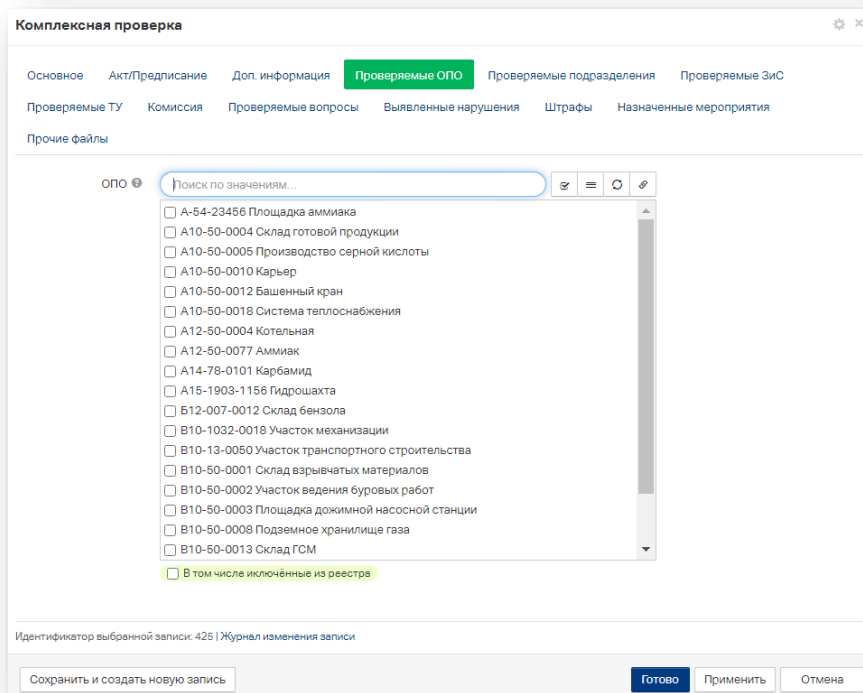 Комплексная проверка
Основное Акт/Предписание Доп. информация Проверяемые ОПО Проверяемые подразделения Проверяемые ЗиС
Проверяемые ТУ Комиссия Проверяемые вопросы Выявленные нарушения Штрафы Назначенные мероприятия
Прочие файлы
ОПО Поиск по значениям...
А-54-23456 Площадка аммиака
А10-50-0004 Склад готовой продукции
А10-50-0005 Производство серной кислоты
А10-50-0010 Карьер
А10-50-0012 Башенный кран
А10-50-0018 Система теплоснабжения
А12-50-0004 Котельная
А12-50-0077 Аммиак
А14-78-0101 Карбамид
А15-1903-1156 Гидрошахта
Б12-007-0012 Склад бензола
В10-1032-0018 Участок механизации
В10-13-0050 Участок транспортного строительства
В10-50-0001 Склад взрывчатых материалов
В10-50-0002 Участок ведения буровых работ
В10-50-0003 Площадка дожимной насосной станции
В10-50-0008 Подземное хранилище газа
В10-50-0013 Склад ГСМ
В том числе иключённые из реестра
Идентификатор выбранной записи: 425 | Журнал изменения записи
Сохранить и создать новую запись Готово Применить Отмена